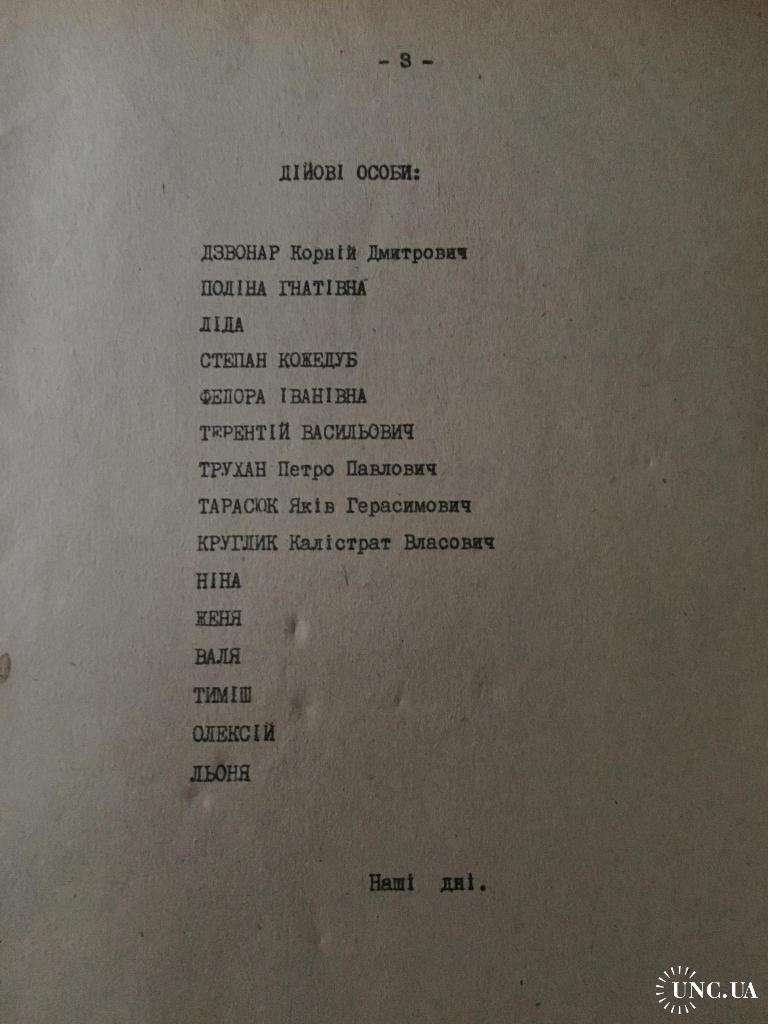 - 3 -
ДІЙОВІ ОСОБИ:
ДЗВОНАР Корній Дмитрович
ПОЛІНА ГНАТІВНА
ЛІДА
СТЕПАН КОЖЕДУБ
ФЕПОРА ІВАНІВНА
ТЕРЕНТІЙ ВАСИЛЬОВИЧ
ТРУХАН Петро Павлович
ТАРАСЮК Яків Герасимович
КРУГЛИК Калістрат Власович
НІНА
ЖЕНЯ
ВАЛЯ
ТИМІШ
ОЛЕКСІЙ
ЛЬОНЯ
Наші дні.
UNC.UA